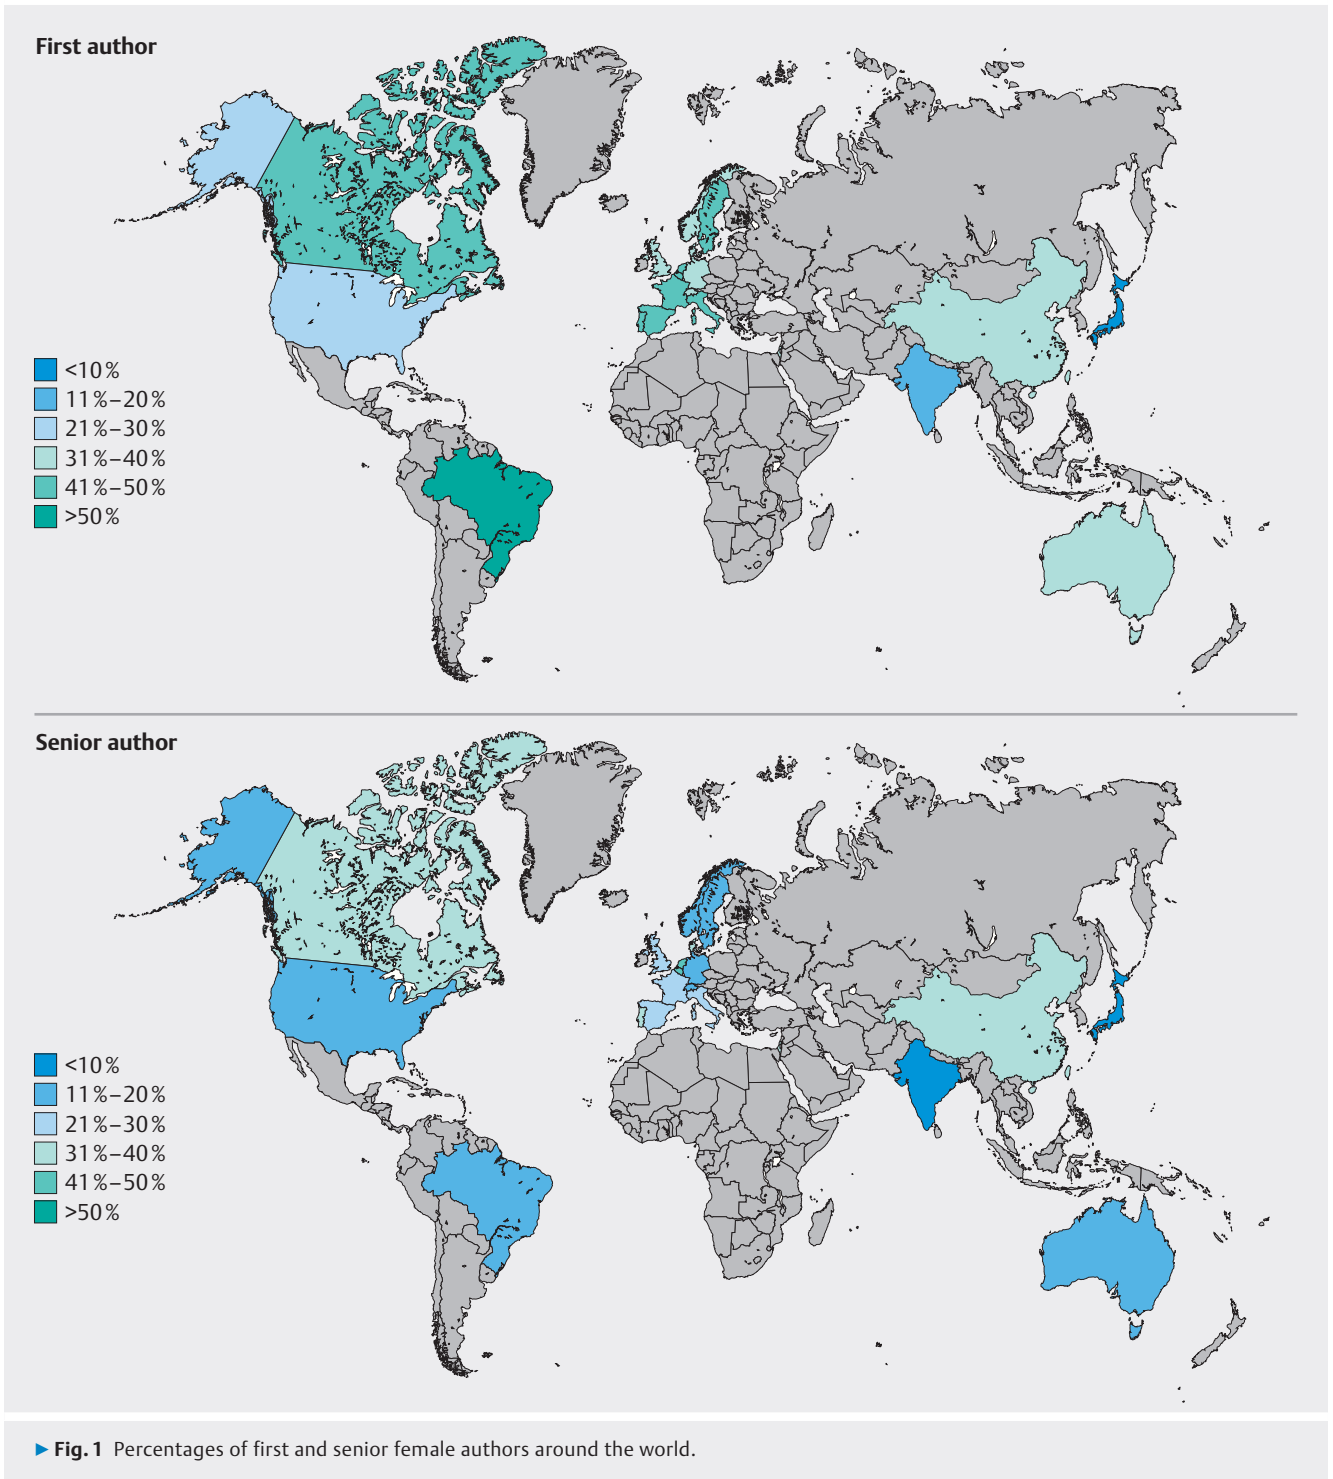 First author
<10 %
11 %–20 %
21 %–30 %
31 %–40 %
41 %–50 %
>50 %
Senior author
<10 %
11 %–20 %
21 %–30 %
31 %–40 %
41 %–50 %
>50 %
▶ Fig. 1 Percentages of first and senior female authors around the world.